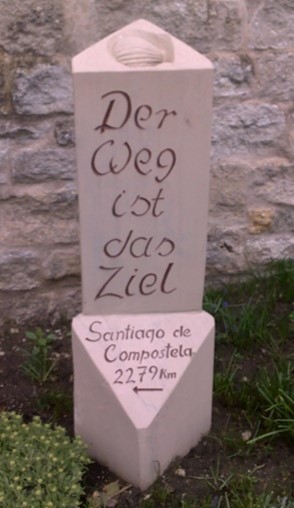 Der
Weg
ist
das
Ziel
Santiago de
Compostela
2279 Km
←